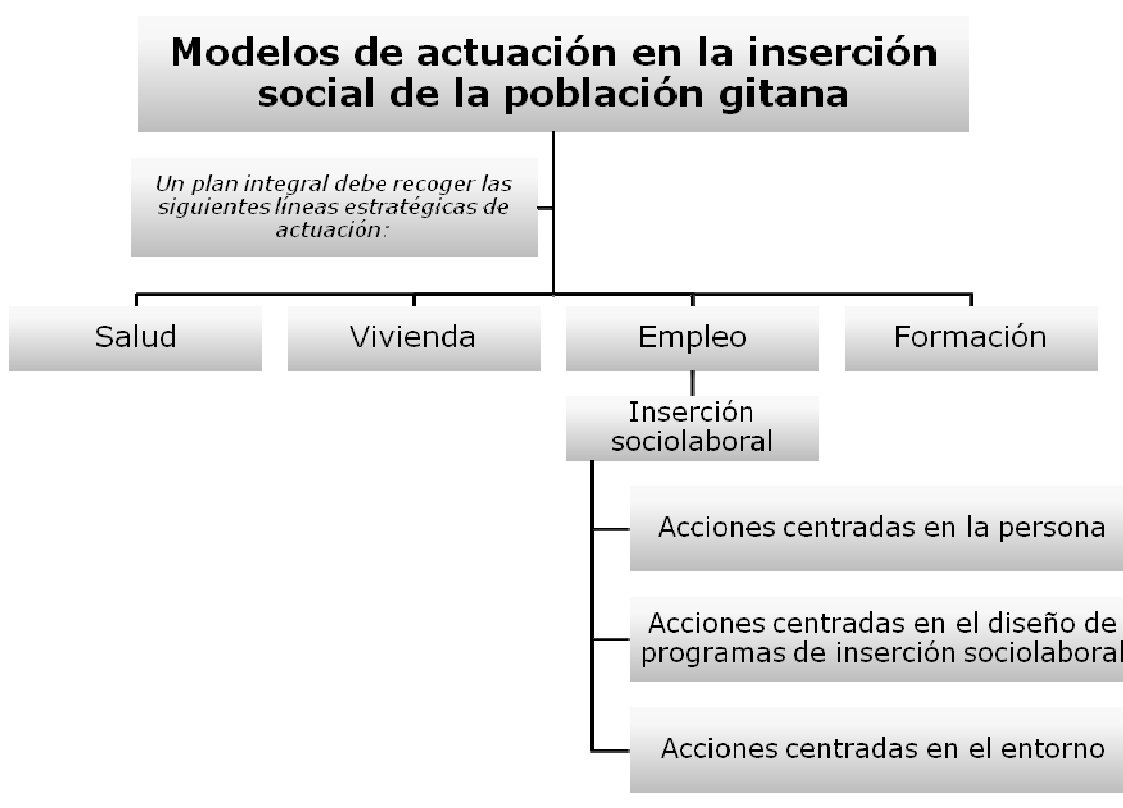 Modelos de actuación en la inserción
social de la población gitana
Un plan integral debe recoger las
siguientes líneas estratégicas de
actuación:
Salud
Vivienda
Empleo
Formación
Inserción
sociolaboral
Acciones centradas en la persona
Acciones centradas en el diseño de
programas de inserción sociolaboral
Acciones centradas en el entorno